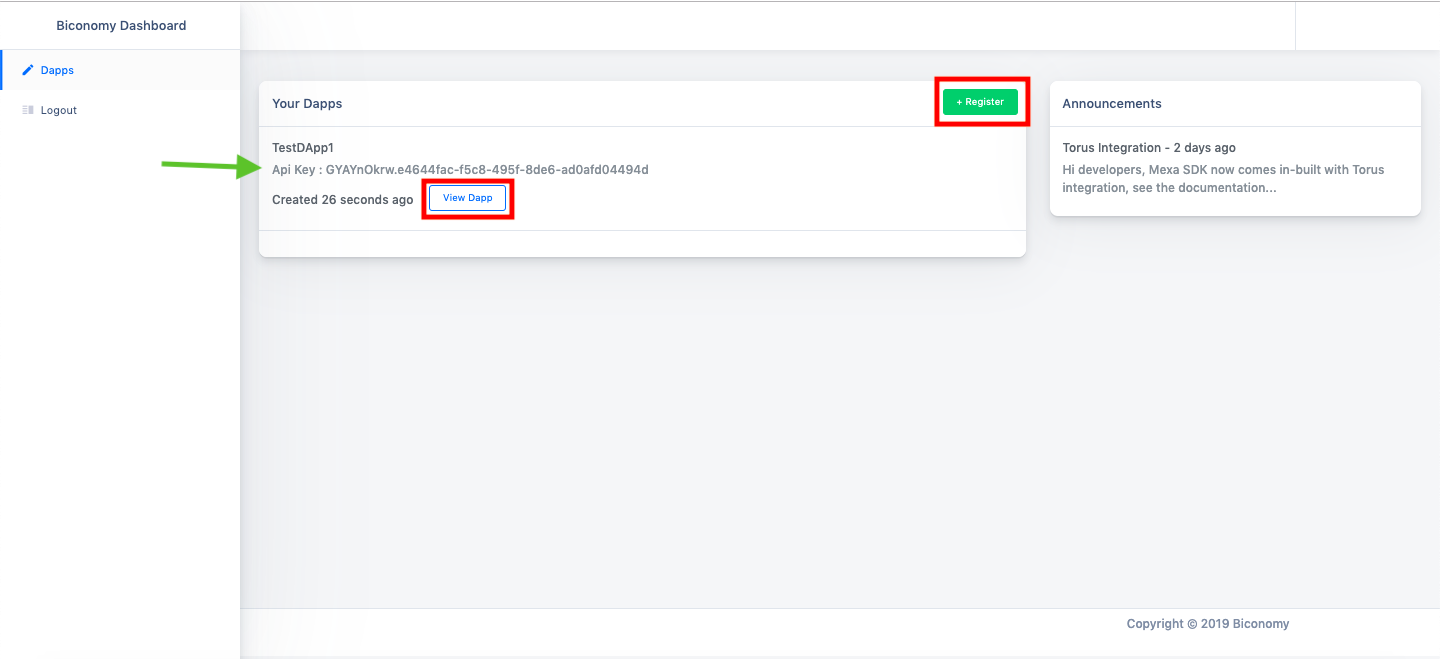 Biconomy Dashboard
Dapps
Logout
Your Dapps
+ Register
TestDApp1
Api Key : GYAYnOkrw.e4644fac-f5c8-495f-8de6-ad0afd04494d
Created 26 seconds ago
View Dapp
Announcements
Torus Integration - 2 days ago
Hi developers, Mexa SDK now comes in-built with Torus
integration, see the documentation...
Copyright © 2019 Biconomy